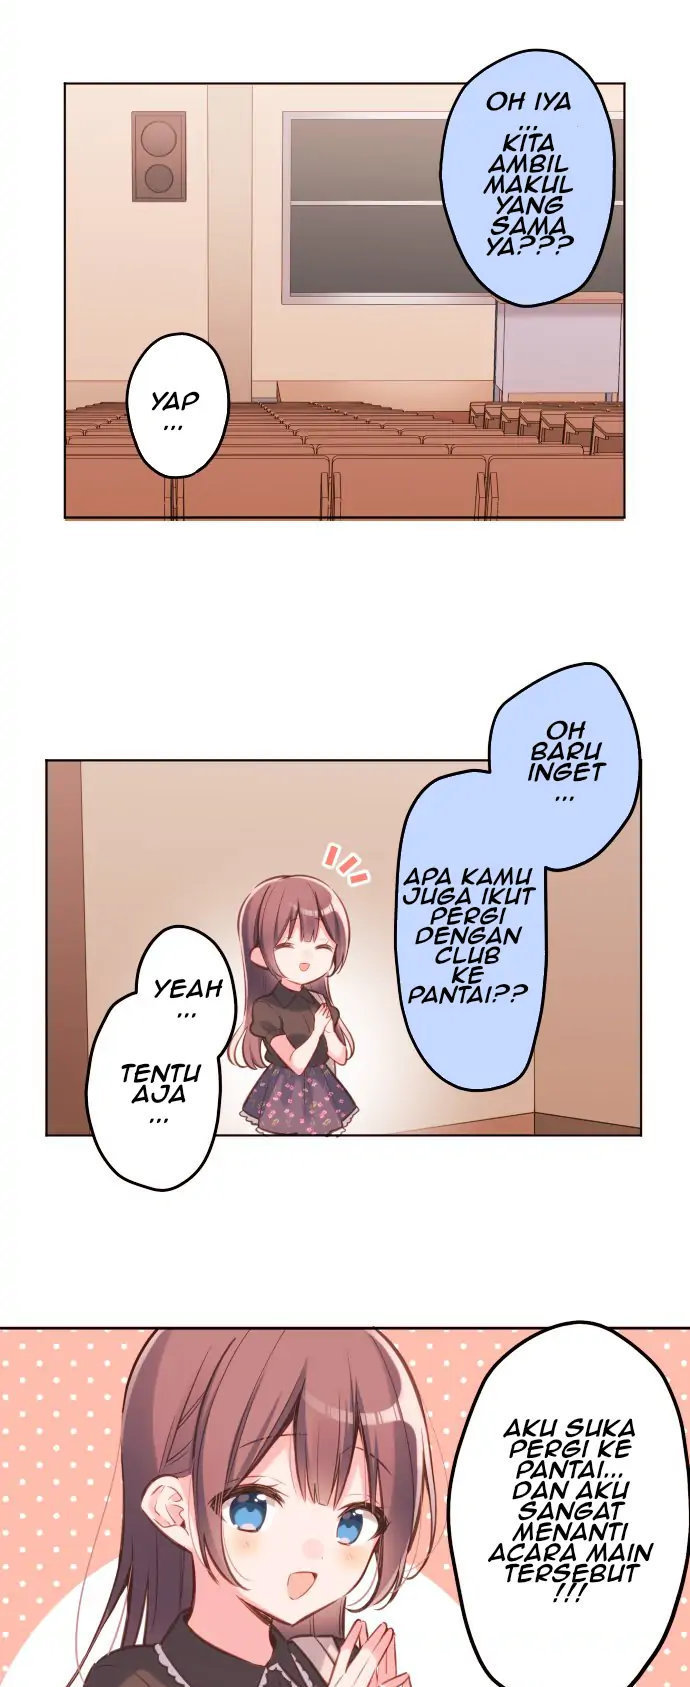 OH IYA
...
KITA
AMBIL
MAKUL
YANG
SAMA
YA???
YAP
...
OH
BARU
INGET
...
APA KAMU
JUGA IKUT
PERGI
DENGAN
CLUB
KE
PANTAI??
YEAH
...
TENTU
AJA
...
AKU SUKA
PERGI KE
PANTAI...
DAN AKU
SANGAT
MENANTI
ACARA MAIN
TERSEBUT
!!!